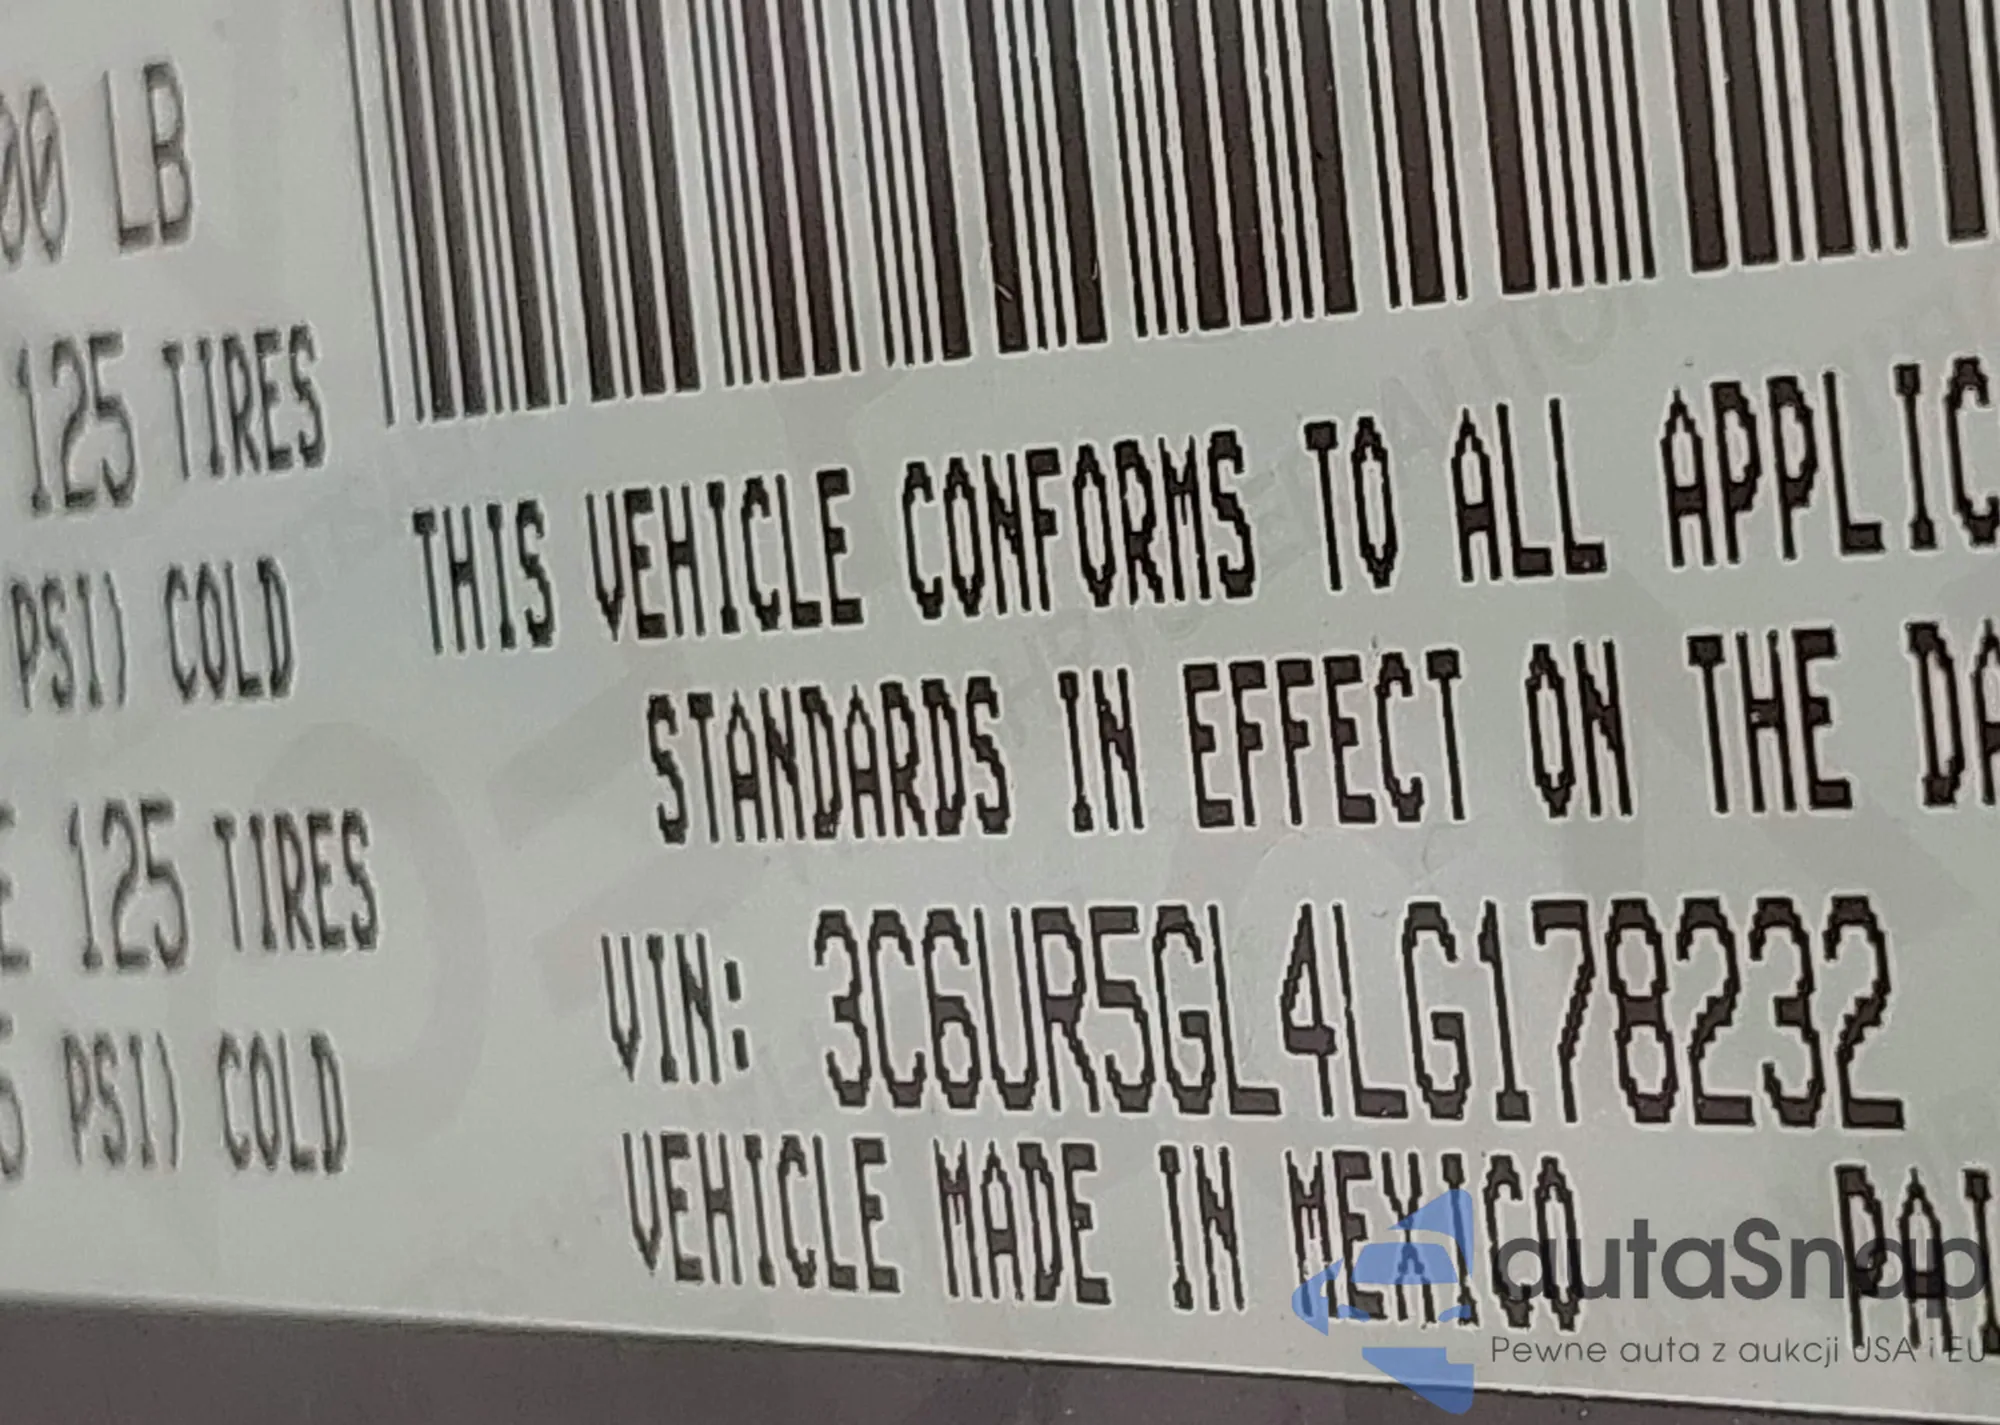 00 LB
125 TIRES
PSI) COLD
E 125 TIRES
5 PSI) COLD
THIS VEHICLE CONFORMS TO ALL APPLIC
STANDARDS IN EFFECT ON THE DA
VIN: 3C6UR5GL4LG178232
VEHICLE MADE IN MEXICO PAI
autaSnap
Pewne auta z aukcji USA i EU